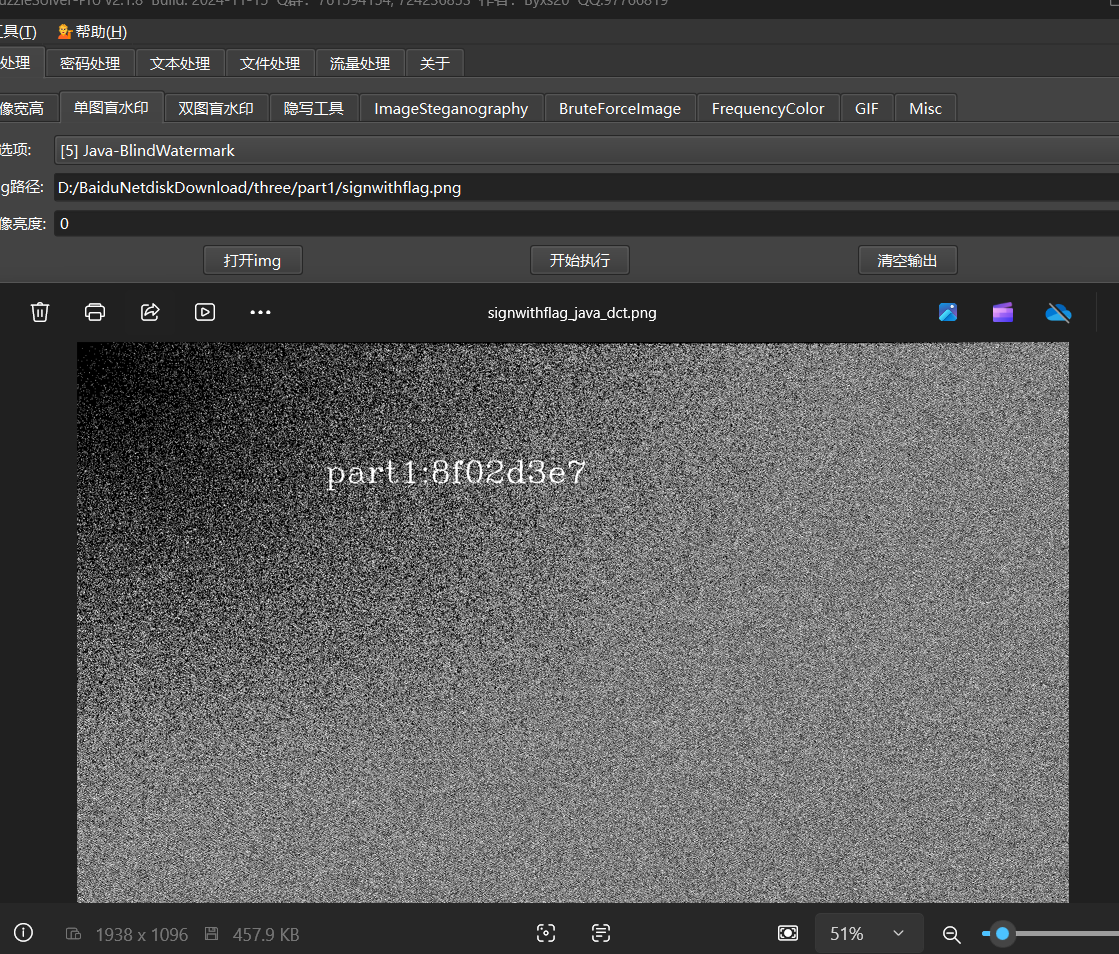 uzzleSolver-Pro v2.1.8 Build: 2024-11-15 Q群: 761594154, 724256853 作者: Byxs20 QQ:97766819
工具(T) 帮助(H)
处理 密码处理 文本处理 文件处理 流量处理 关于
像宽高 单图盲水印 双图盲水印 隐写工具 ImageSteganography BruteForceImage FrequencyColor GIF Misc
选项: [5] Java-BlindWatermark
g路径: D:/BaiduNetdiskDownload/three/part1/signwithflag.png
像亮度: 0
打开img 开始执行 清空输出
signwithflag_java_dct.png
part1:8f02d3e7
1938 x 1096 457.9 KB 51%